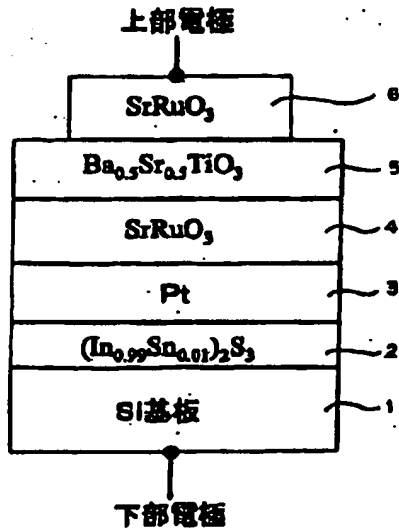 上部電極
SrRuO₃
6
Ba₀.₅Sr₀.₅TiO₃
5
SrRuO₃
4
Pt
3
(In₀.₉₉Sn₀.₀₁)₂S₃
2
Si基板
1
下部電極